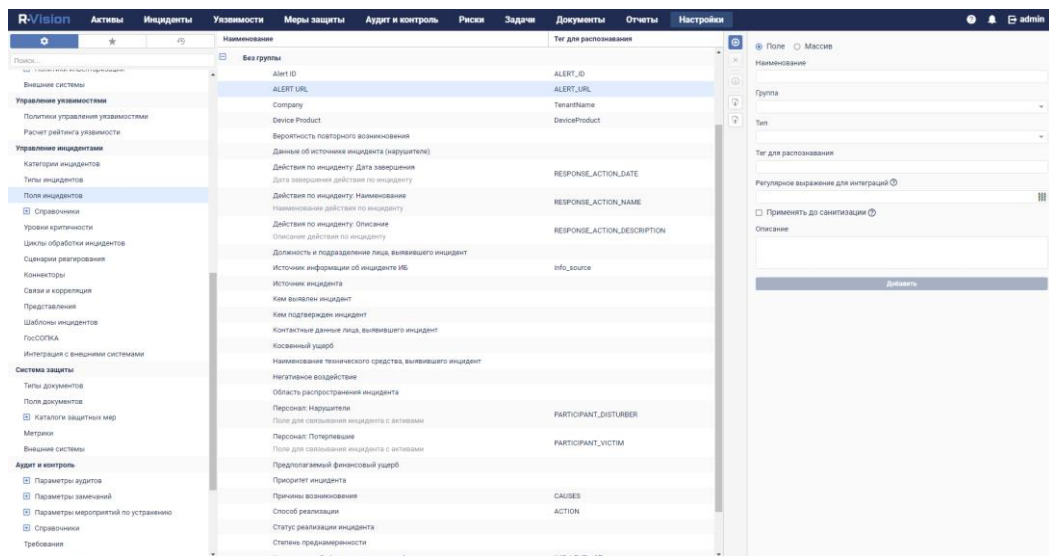 R-Vision Активы Инциденты Уязвимости Меры защиты Аудит и контроль Риски Задачи Документы Отчеты Настройки admin
Поиск...
Внешние системы
Управление уязвимостями
Политики управления уязвимостями
Расчет рейтинга уязвимости
Управление инцидентами
Категории инцидентов
Типы инцидентов
Поля инцидентов
Справочники
Уровни критичности
Циклы обработки инцидентов
Сценарии реагирования
Коннекторы
Связи и корреляция
Представления
Шаблоны инцидентов
ГосСОПКА
Интеграция с внешними системами
Система защиты
Типы документов
Поля документов
Каталоги защитных мер
Метрики
Внешние системы
Аудит и контроль
Параметры аудитов
Параметры замечаний
Параметры мероприятий по устранению
Справочники
Требования
Наименование Тег для распознавания
Без группы
Alert ID ALERT_ID
ALERT URL ALERT_URL
Company TenantName
Device Product DeviceProduct
Вероятность повторного возникновения
Данные об источнике инцидента (нарушителе)
Действия по инциденту: Дата завершения RESPONSE_ACTION_DATE
Дата завершения действия по инциденту
Действия по инциденту: Наименование RESPONSE_ACTION_NAME
Наименование действия по инциденту
Действия по инциденту: Описание RESPONSE_ACTION_DESCRIPTION
Описание действия по инциденту
Должность и подразделение лица, выявившего инцидент
Источник информации об инциденте ИБ info_source
Источник инцидента
Кем выявлен инцидент
Кем подтвержден инцидент
Контактные данные лица, выявившего инцидент
Косвенный ущерб
Наименование технического средства, выявившего инцидент
Негативное воздействие
Область распространения инцидента
Персонал: Нарушители PARTICIPANT_DISTURBER
Поле для связывания инцидента с активами
Персонал: Потерпевшие PARTICIPANT_VICTIM
Поле для связывания инцидента с активами
Предполагаемый финансовый ущерб
Приоритет инцидента
Причины возникновения CAUSES
Способ реализации ACTION
Статус реализации инцидента
Степень преднамеренности
Поле Массив
Наименование
Группа
Тип
Тег для распознавания
Регулярное выражение для интеграций
Применять до санитизации
Описание
Добавить